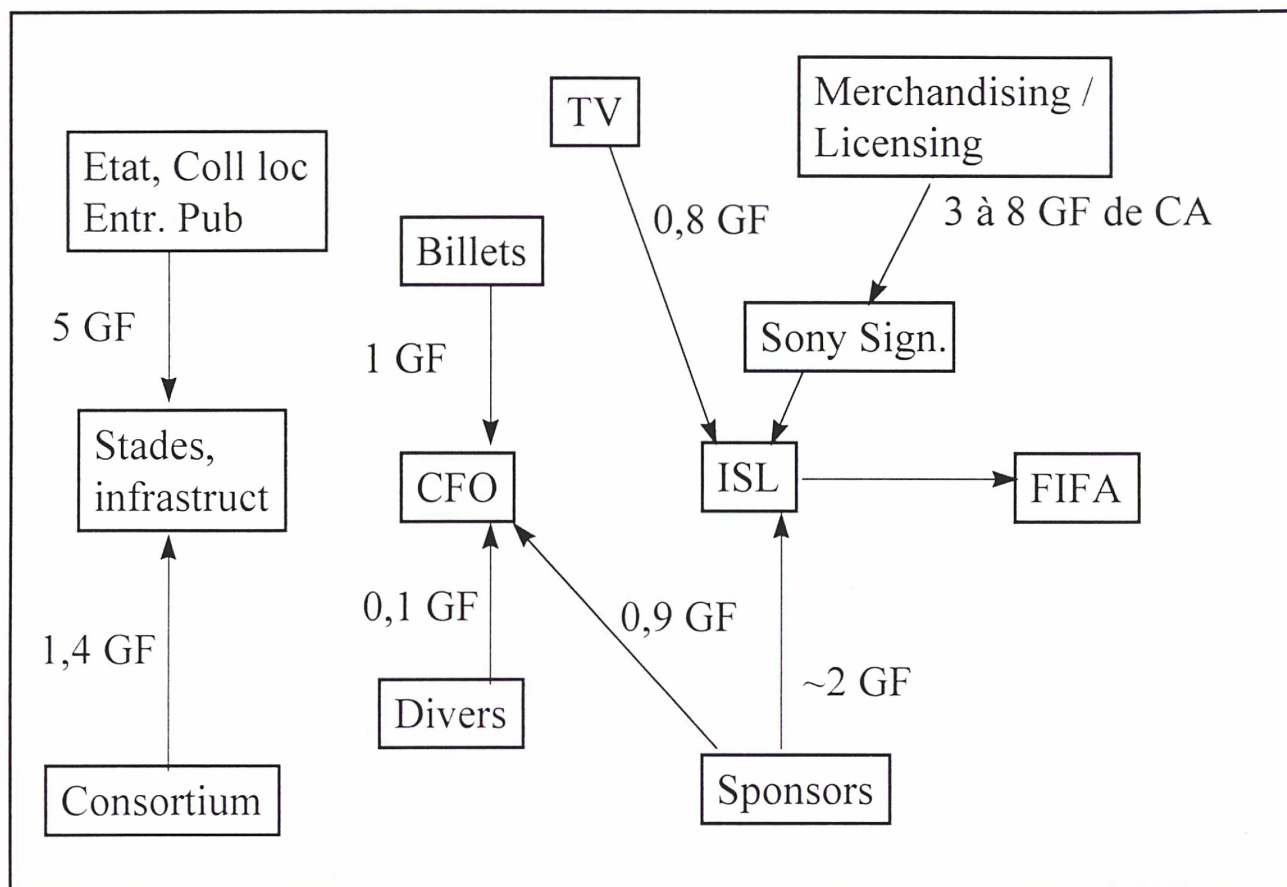 TV
Merchandising /
Licensing
Etat, Coll loc
Entr. Pub
0,8 GF
3 à 8 GF de CA
Billets
5 GF
1 GF
Sony Sign.
Stades,
infrastruct
CFO
ISL
FIFA
0,1 GF
0,9 GF
1,4 GF
~2 GF
Divers
Consortium
Sponsors